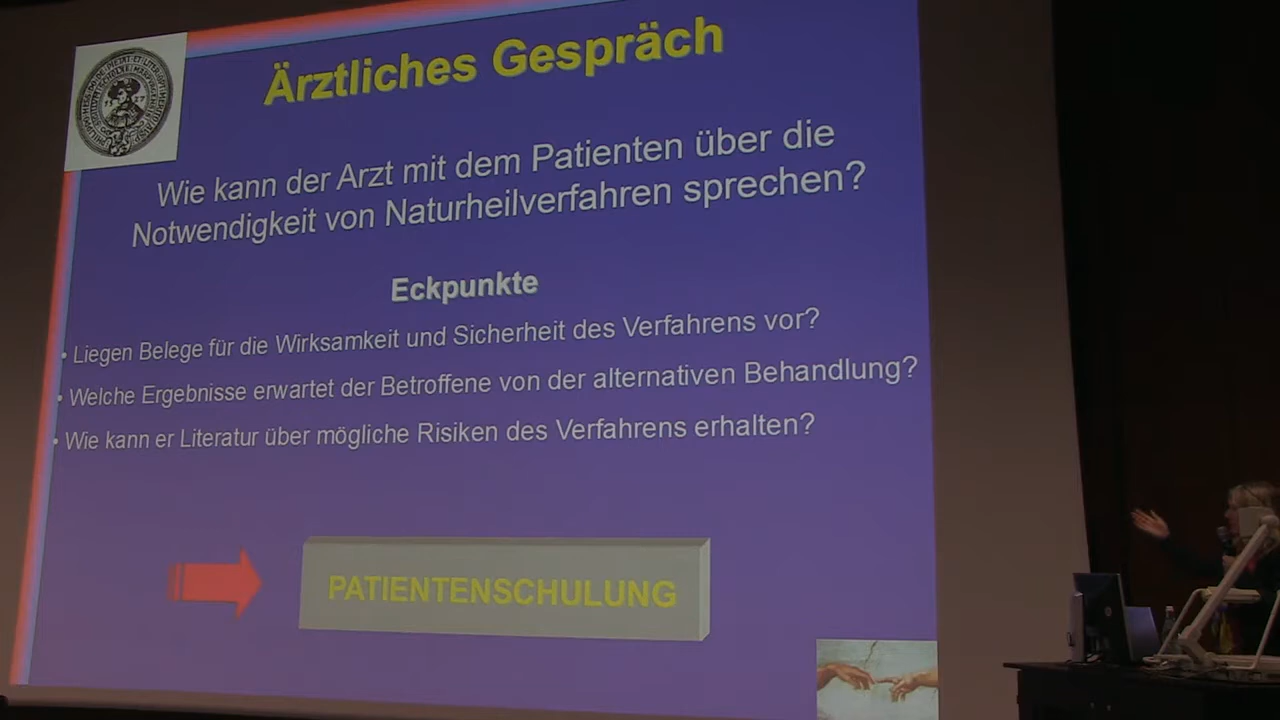 Ärztliches Gespräch
Wie kann der Arzt mit dem Patienten über die
Notwendigkeit von Naturheilverfahren sprechen?
Eckpunkte
• Liegen Belege für die Wirksamkeit und Sicherheit des Verfahrens vor?
• Welche Ergebnisse erwartet der Betroffene von der alternativen Behandlung?
• Wie kann er Literatur über mögliche Risiken des Verfahrens erhalten?
PATIENTENSCHULUNG